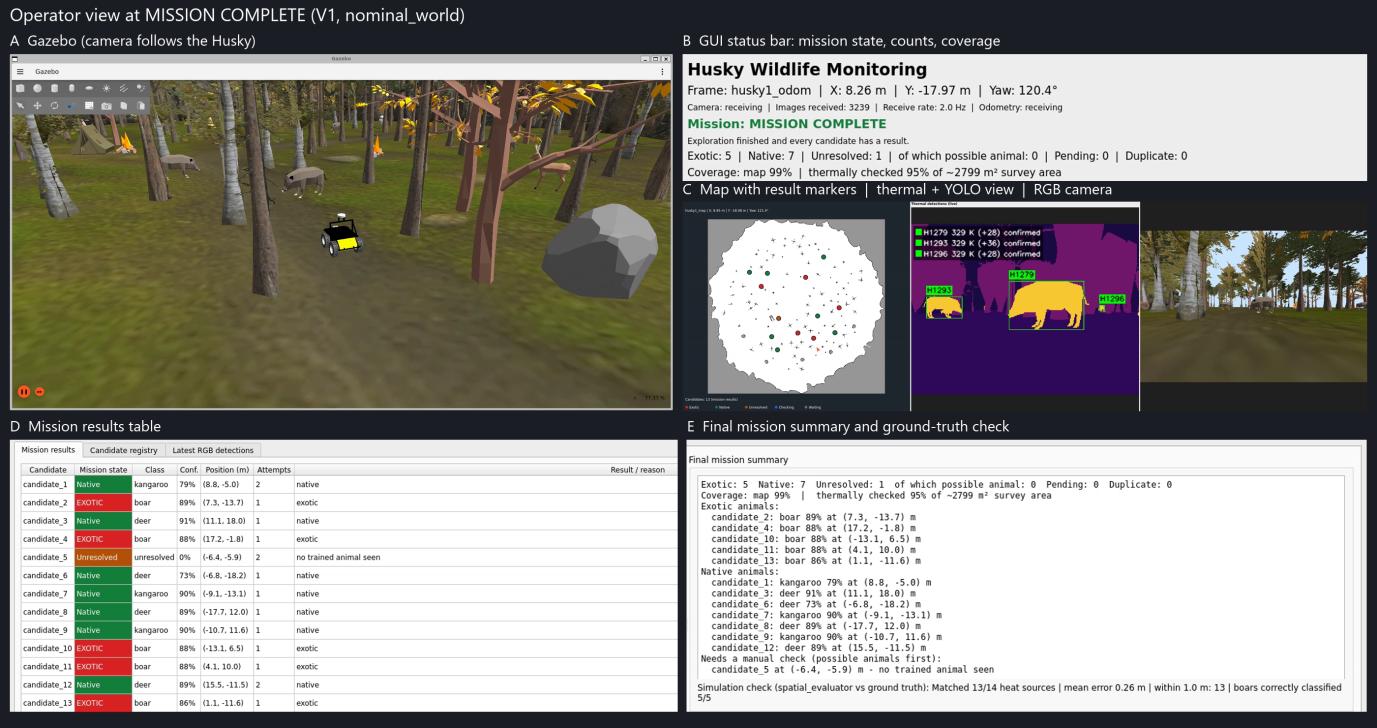 Operator view at MISSION COMPLETE (V1, nominal_world)
A Gazebo (camera follows the Husky)
Gazebo
Gazebo
B GUI status bar: mission state, counts, coverage
Husky Wildlife Monitoring
Frame: husky1_odom | X: 8.26 m | Y: -17.97 m | Yaw: 120.4°
Camera: receiving | Images received: 3239 | Receive rate: 2.0 Hz | Odometry: receiving
Mission: MISSION COMPLETE
Exploration finished and every candidate has a result.
Exotic: 5 | Native: 7 | Unresolved: 1 | of which possible animal: 0 | Pending: 0 | Duplicate: 0
Coverage: map 99% | thermally checked 95% of ~2799 m² survey area
C Map with result markers | thermal + YOLO view | RGB camera
Candidates: 13 (mission results)
Exotic Native Unresolved Checking Waiting
Thermal detections (live)
H1279 329 K (+28) confirmed
H1293 329 K (+36) confirmed
H1296 329 K (+28) confirmed
H1279
H1293
H1296
D Mission results table
Mission results Candidate registry Latest RGB detections
Candidate Mission state Class Conf. Position (m) Attempts Result / reason
candidate_1 Native kangaroo 79% (8.8, -5.0) 2 native
candidate_2 EXOTIC boar 89% (7.3, -13.7) 1 exotic
candidate_3 Native deer 91% (11.1, 18.0) 1 native
candidate_4 EXOTIC boar 88% (17.2, -1.8) 1 exotic
candidate_5 Unresolved unresolved 0% (-6.4, -5.9) 2 no trained animal seen
candidate_6 Native deer 73% (-6.8, -18.2) 1 native
candidate_7 Native kangaroo 90% (-9.1, -13.1) 1 native
candidate_8 Native deer 89% (-17.7, 12.0) 1 native
candidate_9 Native kangaroo 90% (-10.7, 11.6) 1 native
candidate_10 EXOTIC boar 88% (-13.1, 6.5) 1 exotic
candidate_11 EXOTIC boar 88% (4.1, 10.0) 1 exotic
candidate_12 Native deer 89% (15.5, -11.5) 2 native
candidate_13 EXOTIC boar 86% (1.1, -11.6) 1 exotic
E Final mission summary and ground-truth check
Final mission summary
Exotic: 5 Native: 7 Unresolved: 1 of which possible animal: 0 Pending: 0 Duplicate: 0
Coverage: map 99% | thermally checked 95% of ~2799 m² survey area
Exotic animals:
candidate_2: boar 89% at (7.3, -13.7) m
candidate_4: boar 88% at (17.2, -1.8) m
candidate_10: boar 88% at (-13.1, 6.5) m
candidate_11: boar 88% at (4.1, 10.0) m
candidate_13: boar 86% at (1.1, -11.6) m
Native animals:
candidate_1: kangaroo 79% at (8.8, -5.0) m
candidate_3: deer 91% at (11.1, 18.0) m
candidate_6: deer 73% at (-6.8, -18.2) m
candidate_7: kangaroo 90% at (-9.1, -13.1) m
candidate_8: deer 89% at (-17.7, 12.0) m
candidate_9: kangaroo 90% at (-10.7, 11.6) m
candidate_12: deer 89% at (15.5, -11.5) m
Needs a manual check (possible animals first):
candidate_5 at (-6.4, -5.9) m - no trained animal seen
Simulation check (spatial_evaluator vs ground truth): Matched 13/14 heat sources | mean error 0.26 m | within 1.0 m: 13 | boars correctly classified
5/5